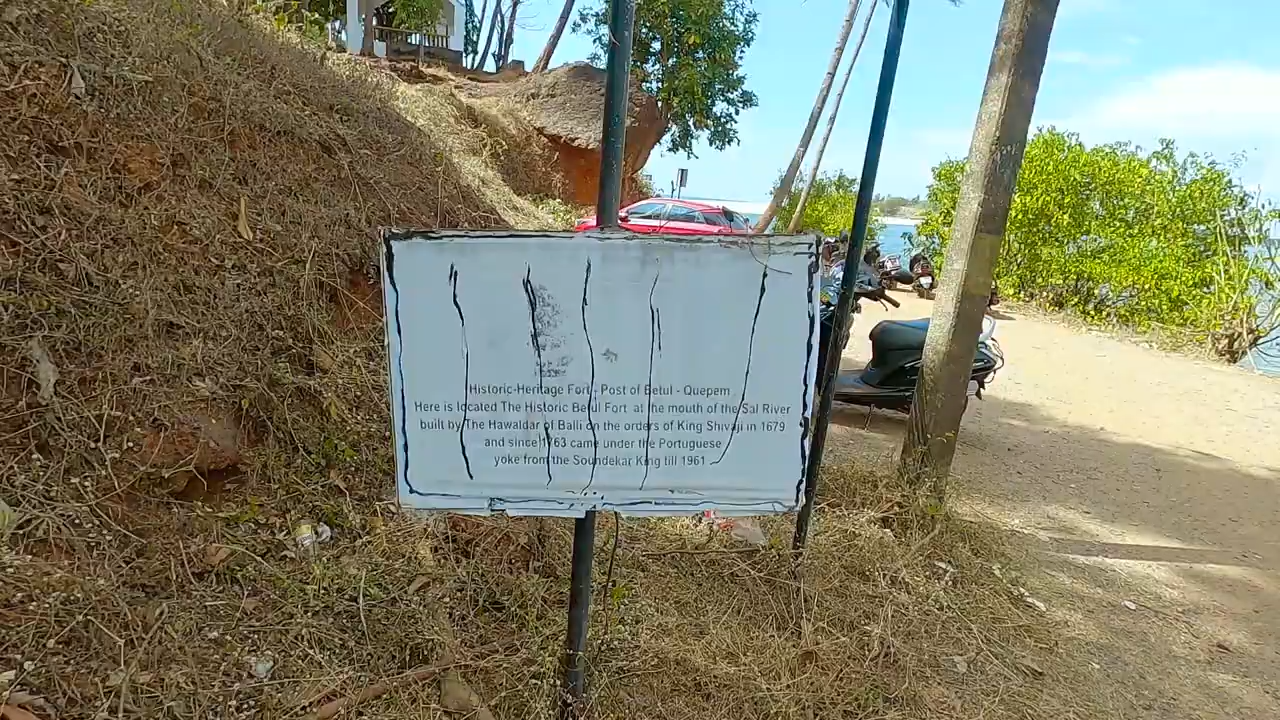 Historic-Heritage Fort - Post of Betul - Quepem
Here is located The Historic Betul Fort at the mouth of the Sal River
built by The Hawaldar of Balli on the orders of King Shivaji in 1679
and since 1763 came under the Portuguese
yoke from the Soundekar King till 1961